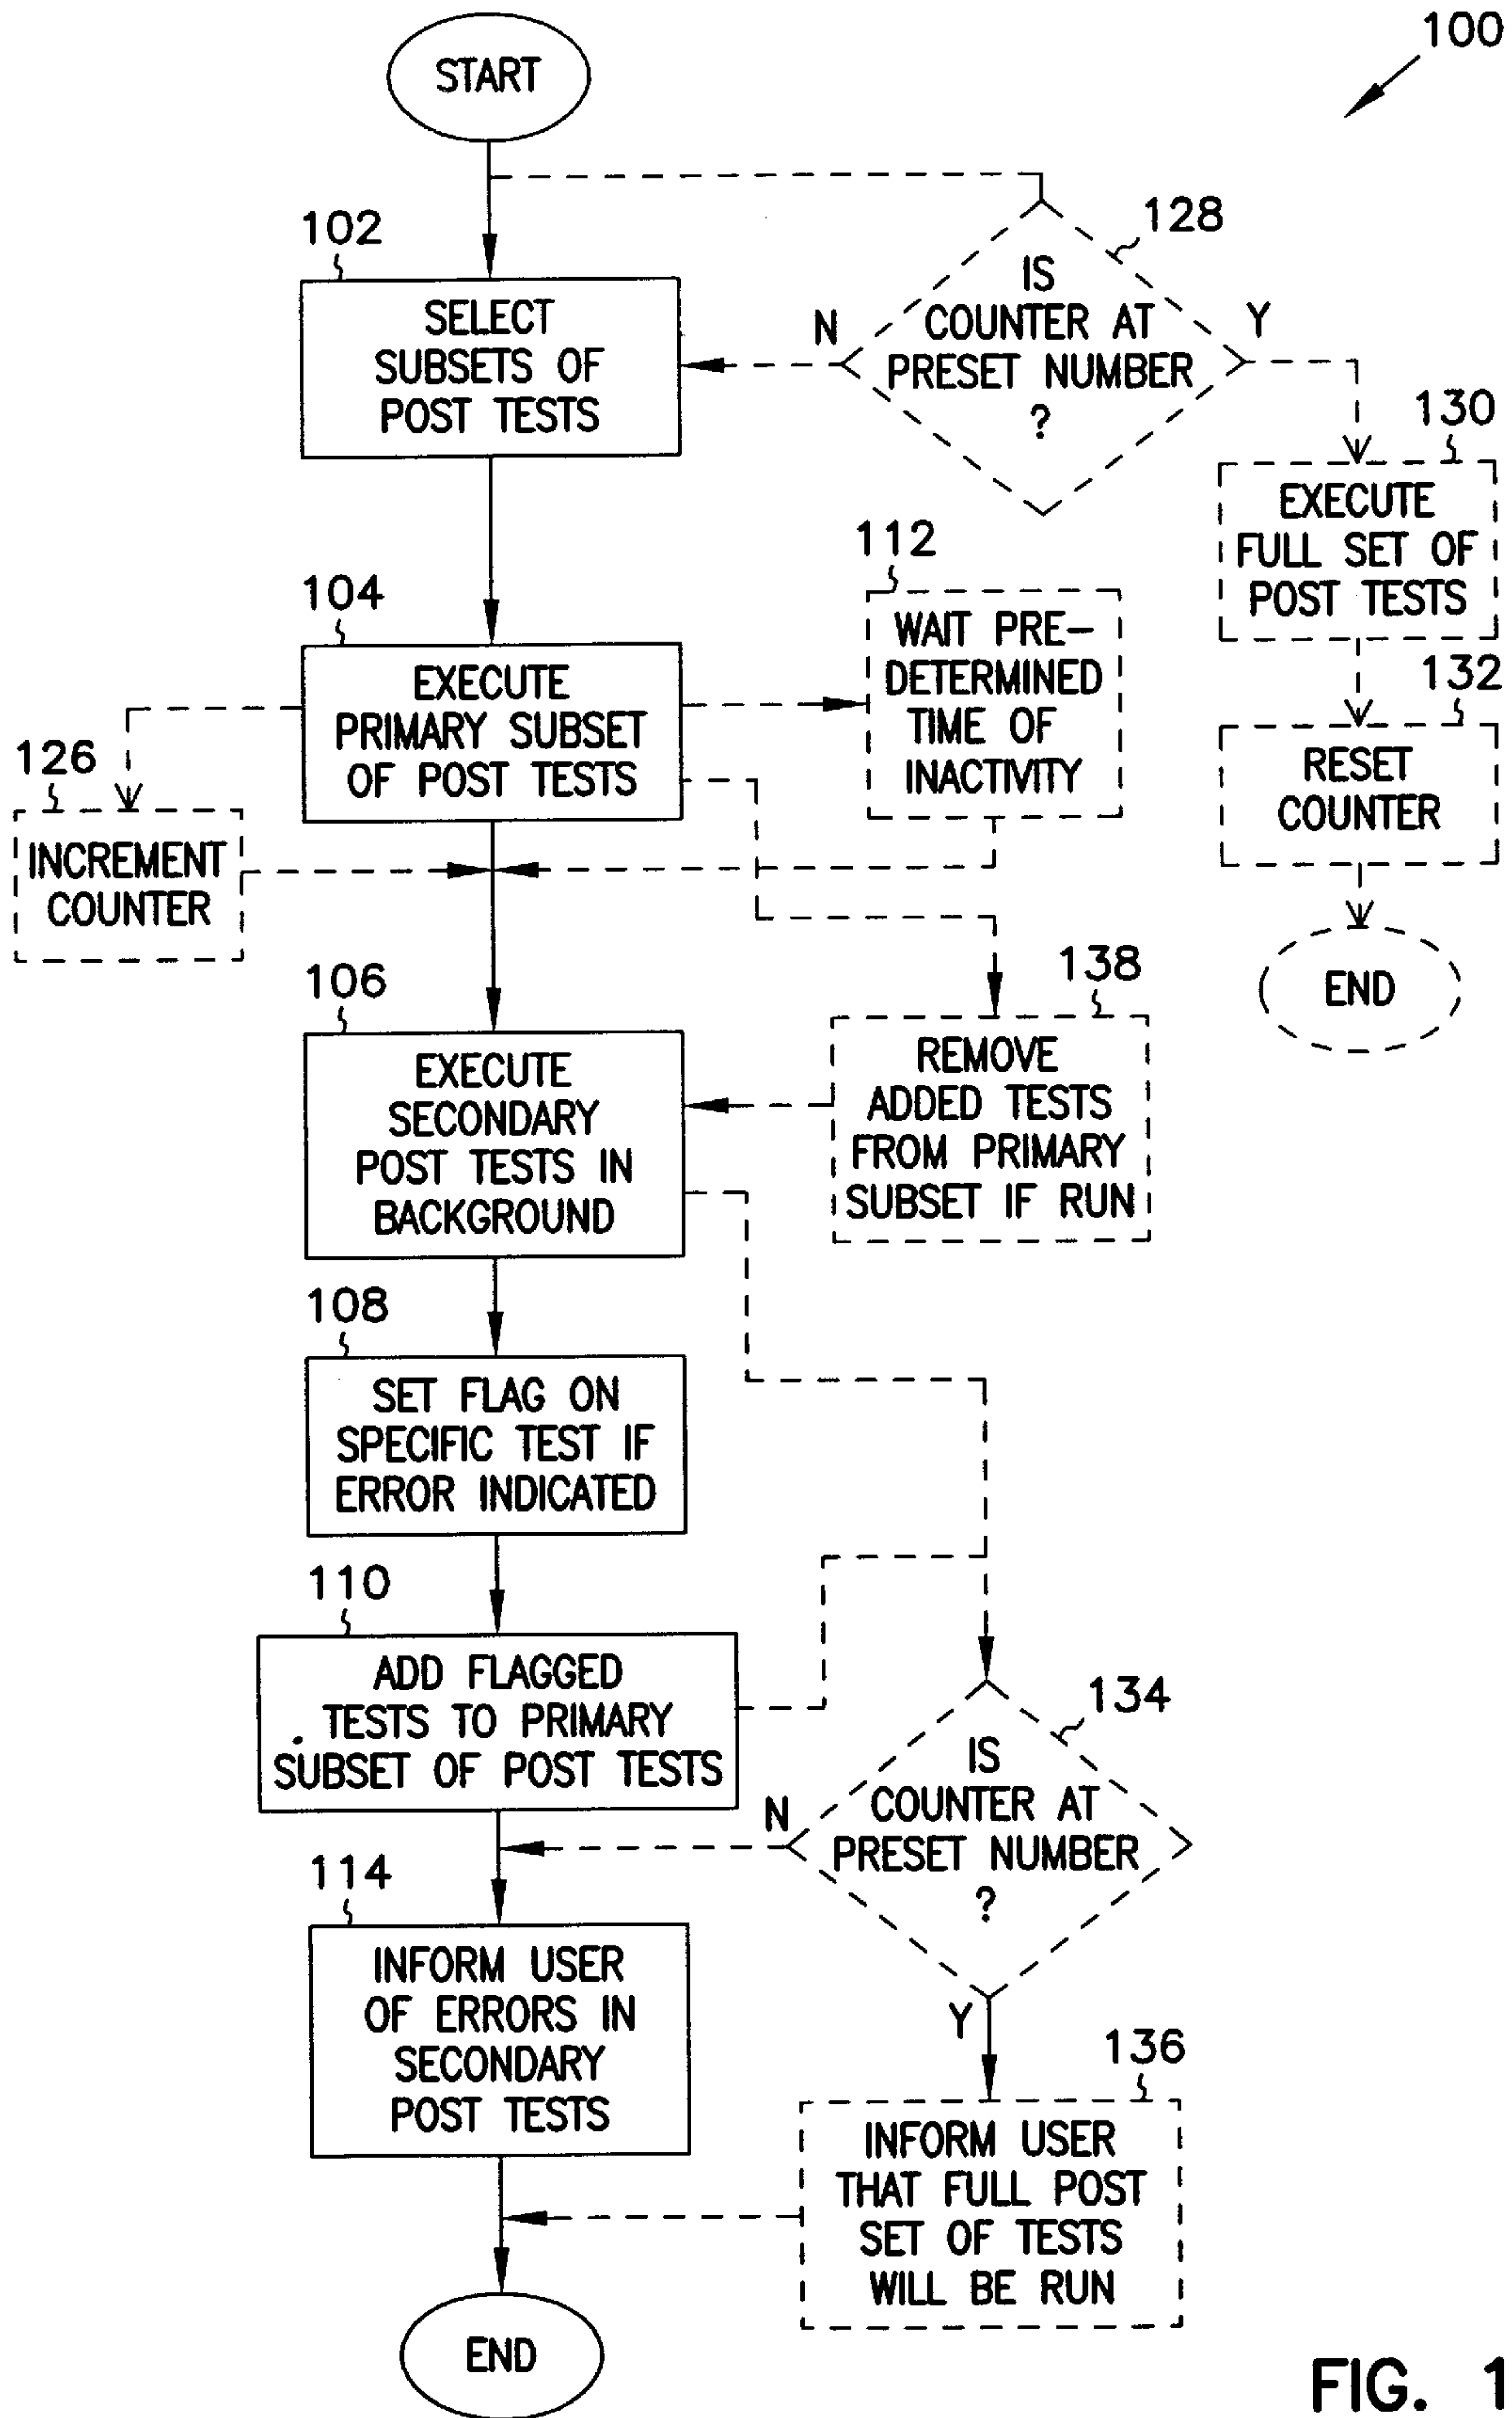 100
START
102
SELECT
SUBSETS OF
POST TESTS
128
IS
COUNTER AT
PRESET NUMBER
?
N
Y
130
EXECUTE
FULL SET OF
POST TESTS
132
RESET
COUNTER
END
104
EXECUTE
PRIMARY SUBSET
OF POST TESTS
112
WAIT PRE-
DETERMINED
TIME OF
INACTIVITY
126
INCREMENT
COUNTER
106
EXECUTE
SECONDARY
POST TESTS IN
BACKGROUND
138
REMOVE
ADDED TESTS
FROM PRIMARY
SUBSET IF RUN
108
SET FLAG ON
SPECIFIC TEST IF
ERROR INDICATED
110
ADD FLAGGED
TESTS TO PRIMARY
SUBSET OF POST TESTS
134
IS
COUNTER AT
PRESET NUMBER
?
N
Y
114
INFORM USER
OF ERRORS IN
SECONDARY
POST TESTS
136
INFORM USER
THAT FULL POST
SET OF TESTS
WILL BE RUN
END
FIG. 1